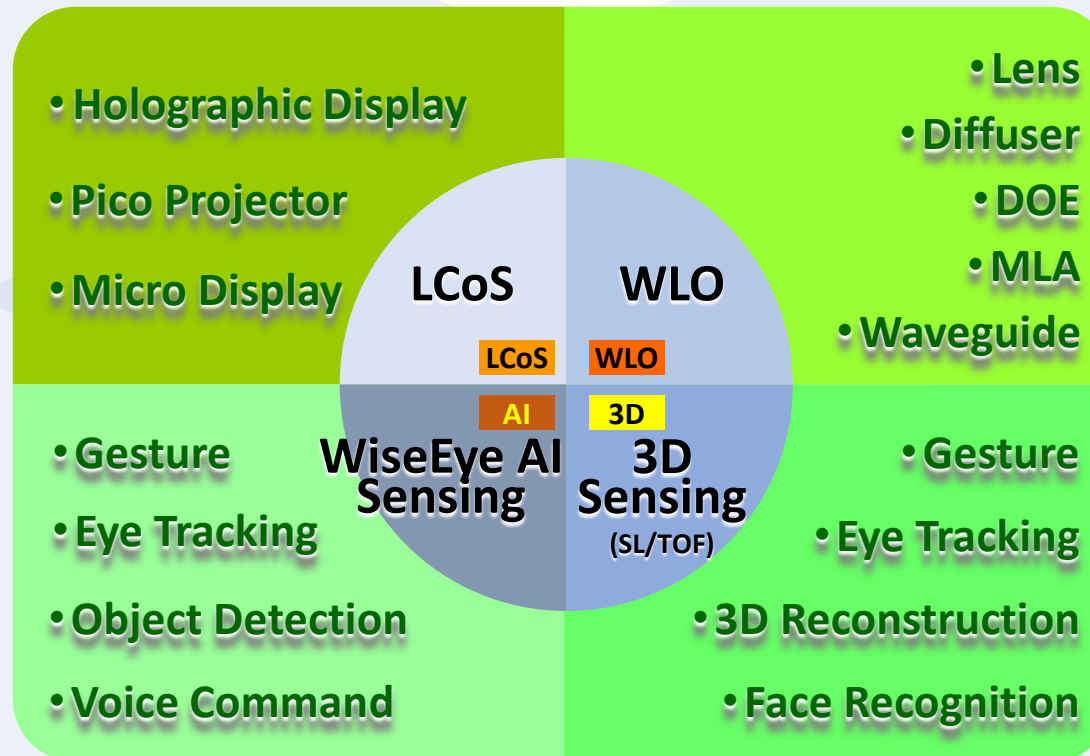 • Holographic Display
• Pico Projector
• Micro Display
LCoS
LCoS
• Lens
• Diffuser
• DOE
• MLA
• Waveguide
WLO
WLO
AI
WiseEye AI
Sensing
• Gesture
• Eye Tracking
• Object Detection
• Voice Command
3D
3D
Sensing
(SL/TOF)
• Gesture
• Eye Tracking
• 3D Reconstruction
• Face Recognition